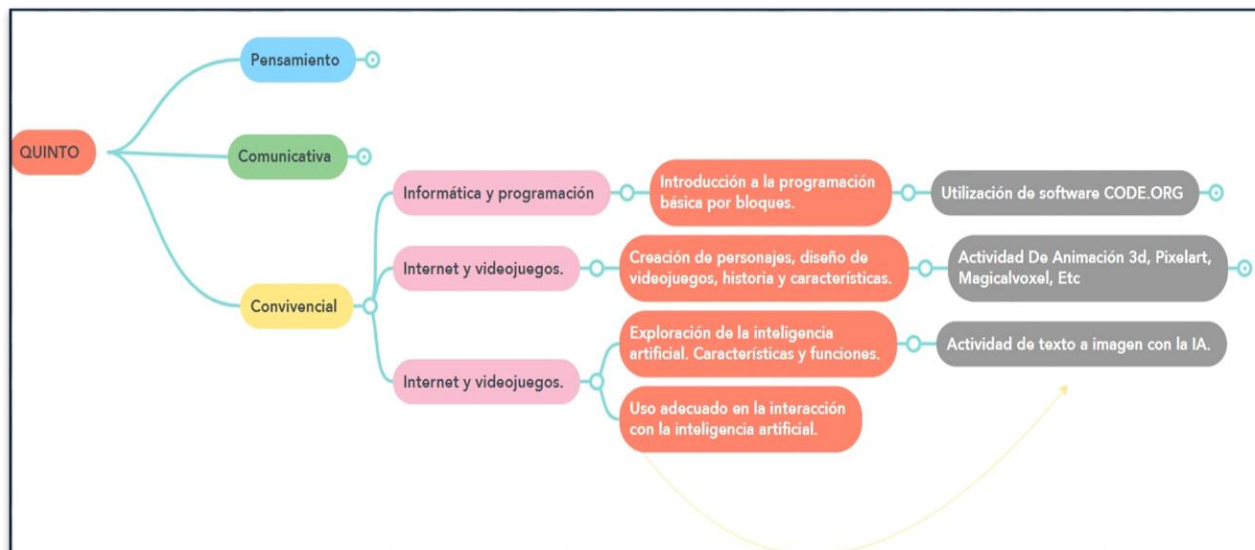 QUINTO
Pensamiento
Comunicativa
Convivencial
Informática y programación
Introducción a la programación
básica por bloques.
Utilización de software CODE.ORG
Internet y videojuegos.
Creación de personajes, diseño de
videojuegos, historia y características.
Actividad De Animación 3d, Pixelart,
Magicalvoxel, Etc
Internet y videojuegos.
Exploración de la inteligencia
artificial. Características y funciones.
Actividad de texto a imagen con la IA.
Uso adecuado en la interacción
con la inteligencia artificial.